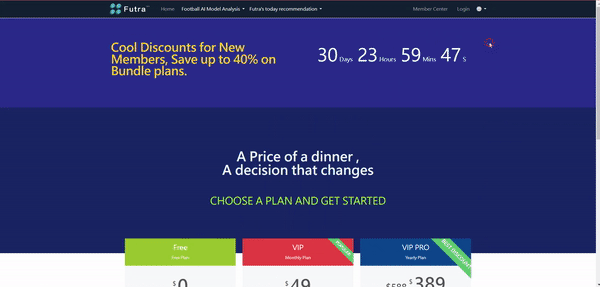 Futra™ Home Football AI Model Analysis Futra's today recommendation Member Center Login
Cool Discounts for New
Members, Save up to 40% on
Bundle plans.
30 Days 23 Hours 59 Mins 47 S
A Price of a dinner ,
A decision that changes
CHOOSE A PLAN AND GET STARTED
Free
Free Plan
$0
VIP
Monthly Plan
POPULAR
$49
VIP PRO
Yearly Plan
BEST DISCOUNT
$588 $389